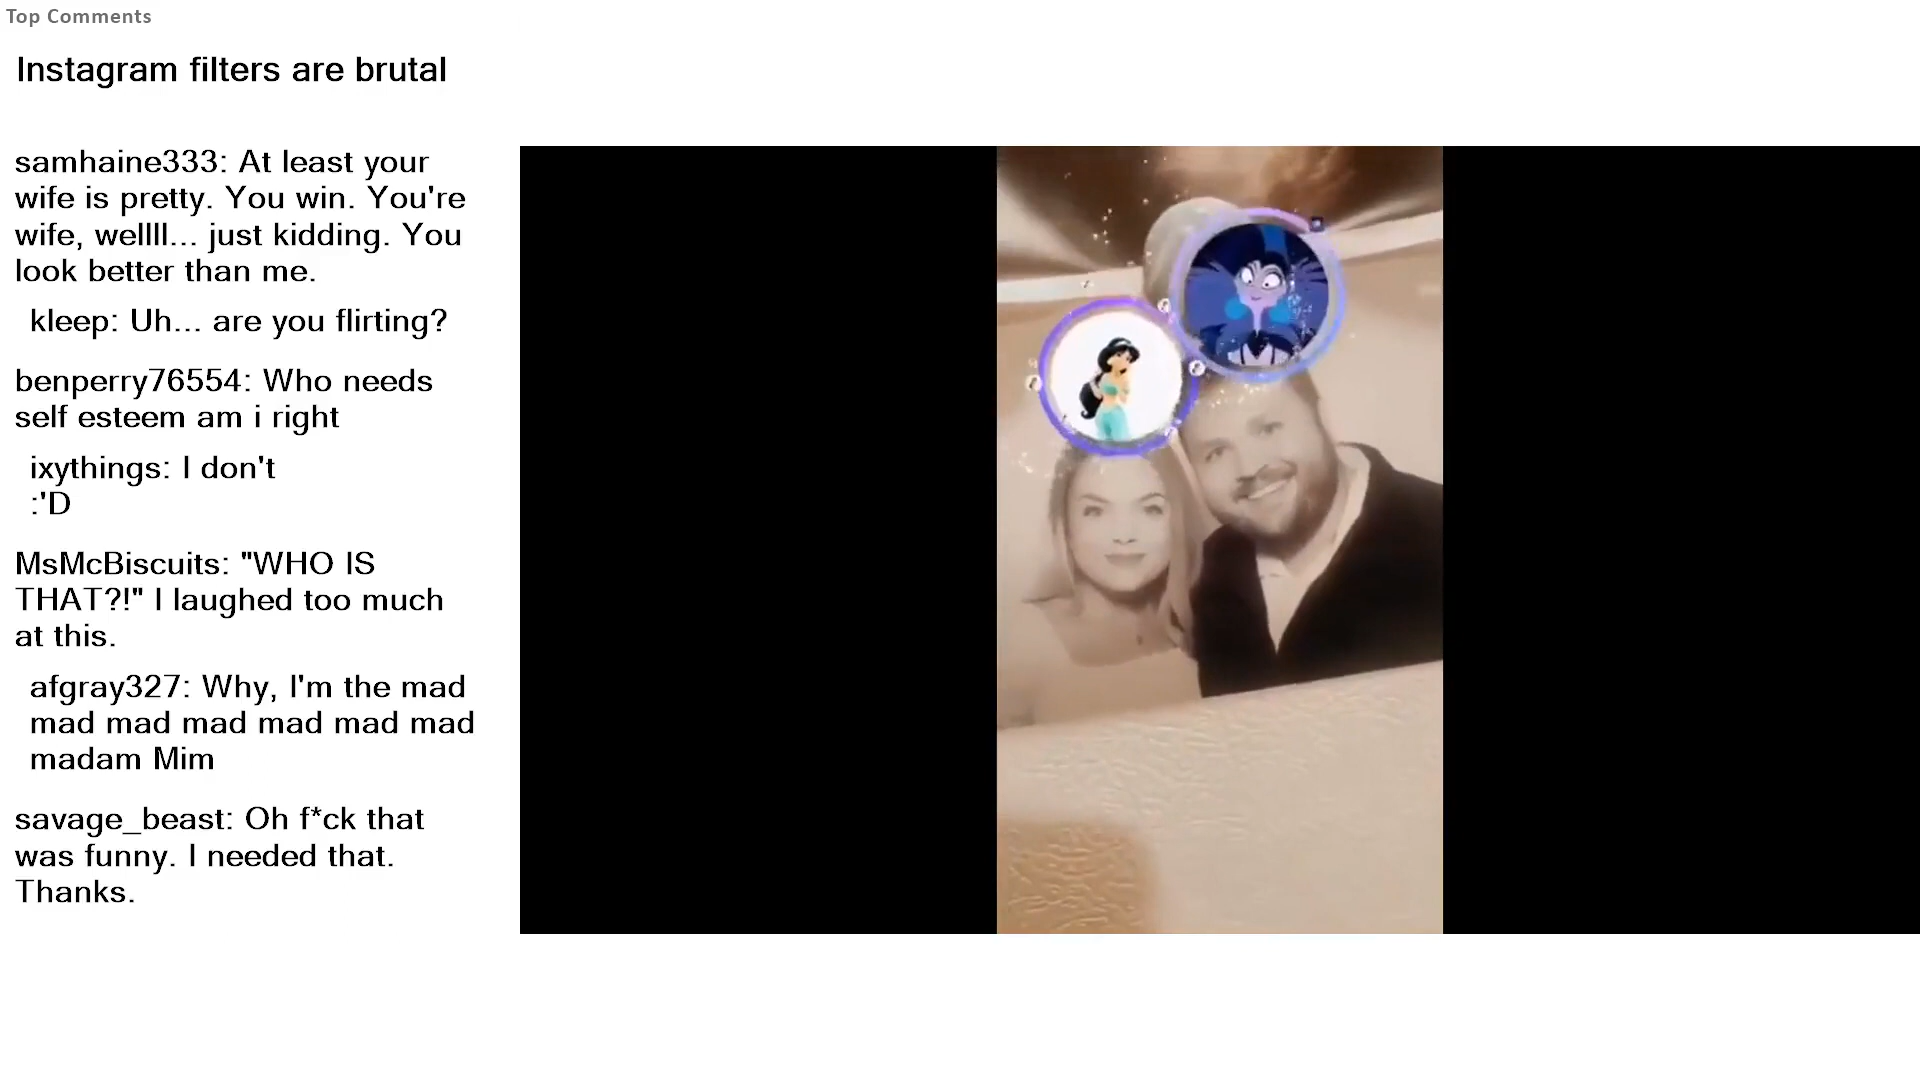 Top Comments
Instagram filters are brutal
samhaine333: At least your
wife is pretty. You win. You're
wife, wellll... just kidding. You
look better than me.
kleep: Uh... are you flirting?
benperry76554: Who needs
self esteem am i right
ixythings: I don't
:'D
MsMcBiscuits: "WHO IS
THAT?!" I laughed too much
at this.
afgray327: Why, I'm the mad
mad mad mad mad mad mad
madam Mim
savage_beast: Oh f*ck that
was funny. I needed that.
Thanks.